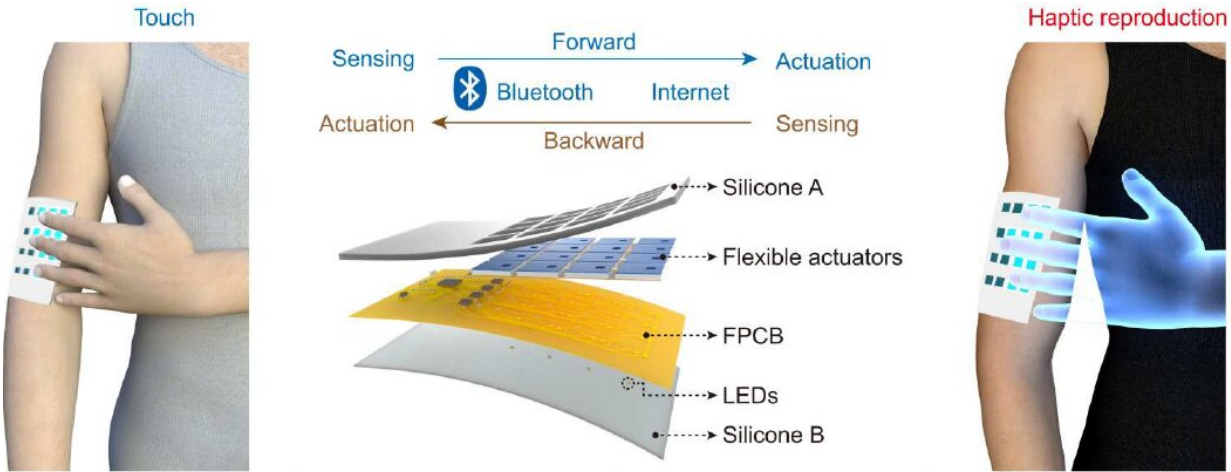 Touch
Haptic reproduction
Forward
Sensing
Actuation
Bluetooth
Internet
Actuation
Sensing
Backward
Silicone A
Flexible actuators
FPCB
LEDs
Silicone B